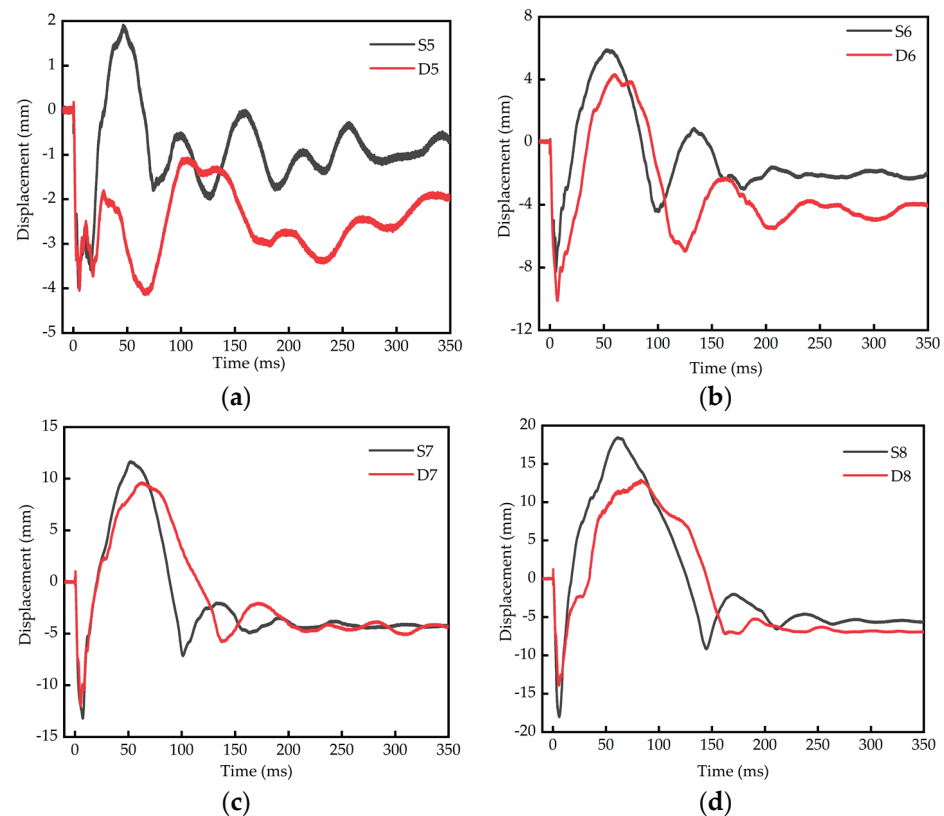 2
1
0
-1
-2
-3
-4
-5
Displacement (mm)
S5
D5
0 50 100 150 200 250 300 350
Time (ms)
(a)
8
4
0
-4
-8
-12
Displacement (mm)
S6
D6
0 50 100 150 200 250 300 350
Time (ms)
(b)
15
10
5
0
-5
-10
-15
Displacement (mm)
S7
D7
0 50 100 150 200 250 300 350
Time (ms)
(c)
20
15
10
5
0
-5
-10
-15
-20
Displacement (mm)
S8
D8
0 50 100 150 200 250 300 350
Time (ms)
(d)